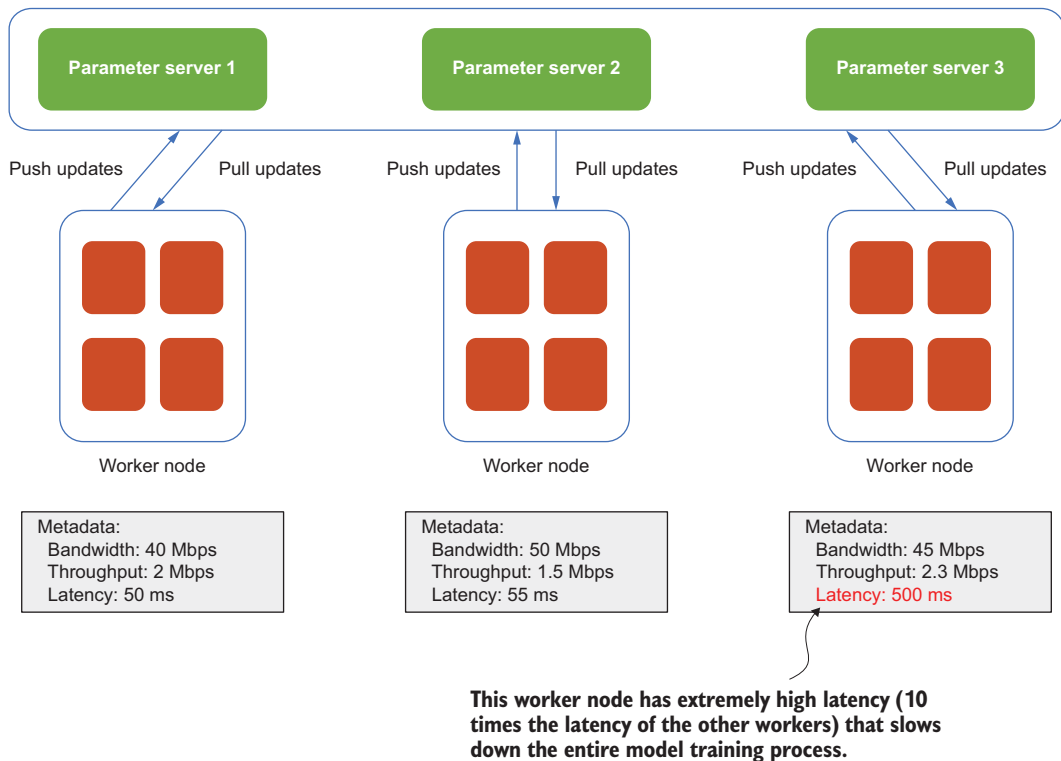 Parameter server 1
Parameter server 2
Parameter server 3
Push updates
Pull updates
Push updates
Pull updates
Push updates
Pull updates
Worker node
Worker node
Worker node
Metadata:
Bandwidth: 40 Mbps
Throughput: 2 Mbps
Latency: 50 ms
Metadata:
Bandwidth: 50 Mbps
Throughput: 1.5 Mbps
Latency: 55 ms
Metadata:
Bandwidth: 45 Mbps
Throughput: 2.3 Mbps
Latency: 500 ms
This worker node has extremely high latency (10
times the latency of the other workers) that slows
down the entire model training process.